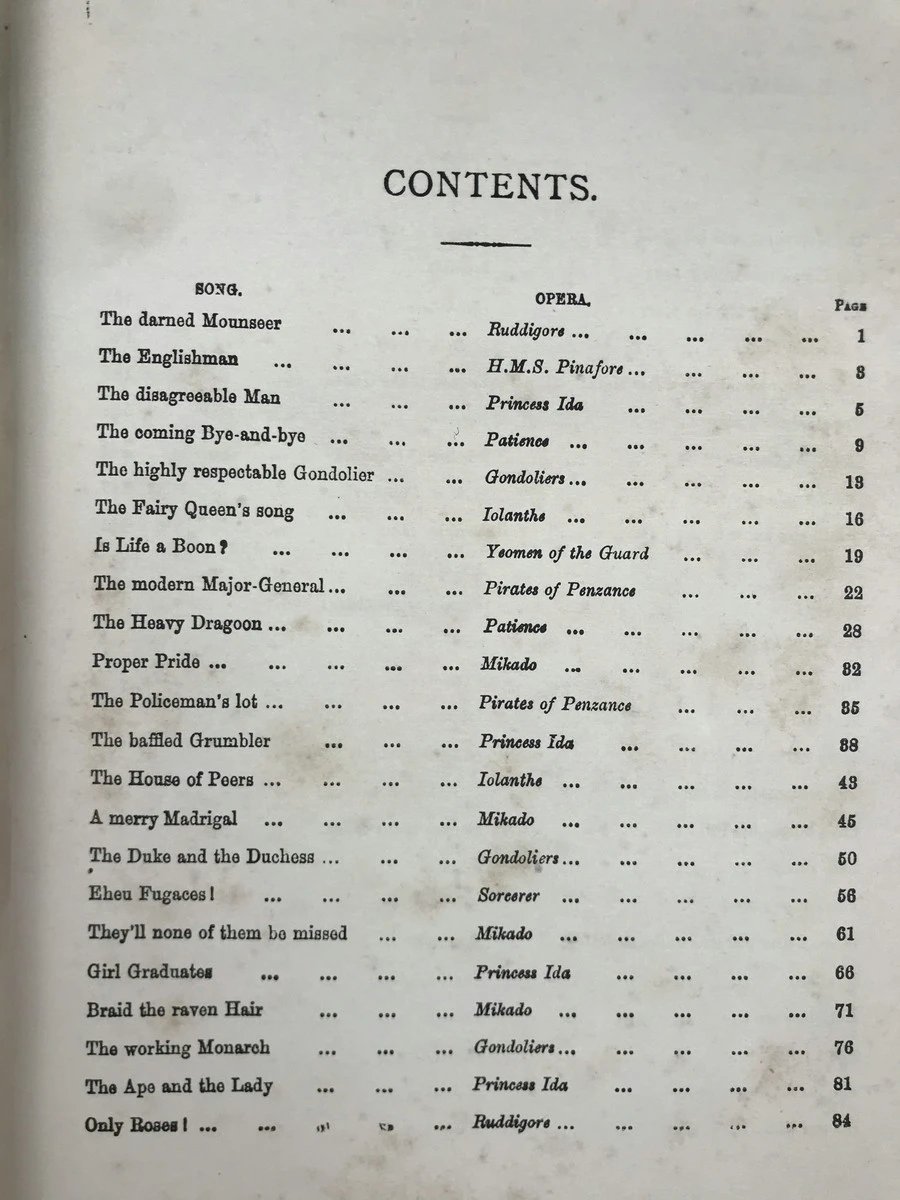 CONTENTS.
SONG. OPERA. PAGE
The darned Mounseer ... ... ... Ruddigore ... ... ... ... ... 1
The Englishman ... ... ... ... H.M.S. Pinafore ... ... ... ... 3
The disagreeable Man ... ... ... Princess Ida ... ... ... ... 5
The coming Bye-and-bye ... ... ... Patience ... ... ... ... ... 9
The highly respectable Gondolier ... ... Gondoliers ... ... ... ... ... 13
The Fairy Queen's song ... ... ... Iolanthe ... ... ... ... ... 16
Is Life a Boon? ... ... ... ... Yeomen of the Guard ... ... ... 19
The modern Major-General ... ... ... Pirates of Penzance ... ... ... 22
The Heavy Dragoon ... ... ... ... Patience ... ... ... ... ... 28
Proper Pride ... ... ... ... ... Mikado ... ... ... ... ... 32
The Policeman's lot ... ... ... ... Pirates of Penzance ... ... ... 35
The baffled Grumbler ... ... ... Princess Ida ... ... ... ... 38
The House of Peers ... ... ... ... Iolanthe ... ... ... ... ... 43
A merry Madrigal ... ... ... ... Mikado ... ... ... ... ... 45
The Duke and the Duchess ... ... ... Gondoliers ... ... ... ... ... 50
Eheu Fugaces! ... ... ... ... Sorcerer ... ... ... ... ... 56
They'll none of them be missed ... ... Mikado ... ... ... ... ... 61
Girl Graduates ... ... ... ... Princess Ida ... ... ... ... 66
Braid the raven Hair ... ... ... Mikado ... ... ... ... ... 71
The working Monarch ... ... ... Gondoliers ... ... ... ... ... 76
The Ape and the Lady ... ... ... Princess Ida ... ... ... ... 81
Only Roses! ... ... ... ... ... Ruddigore ... ... ... ... ... 84